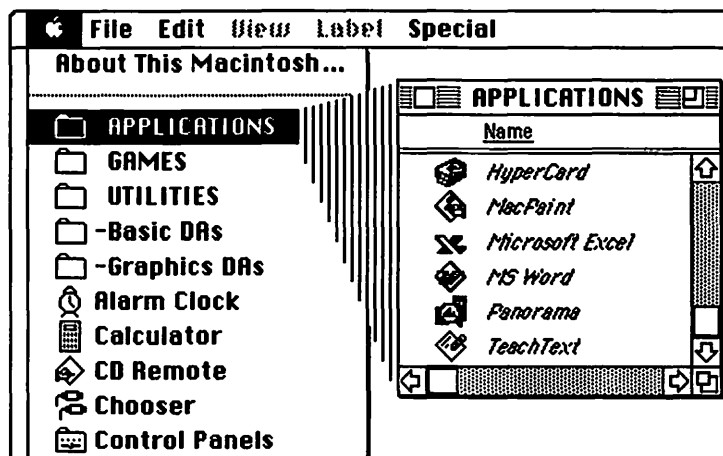 File Edit View Label Special
About This Macintosh...
APPLICATIONS
GAMES
UTILITIES
-Basic DAs
-Graphics DAs
Alarm Clock
Calculator
CD Remote
Chooser
Control Panels
APPLICATIONS
Name
HyperCard
MacPaint
Microsoft Excel
MS Word
Panorama
TeachText